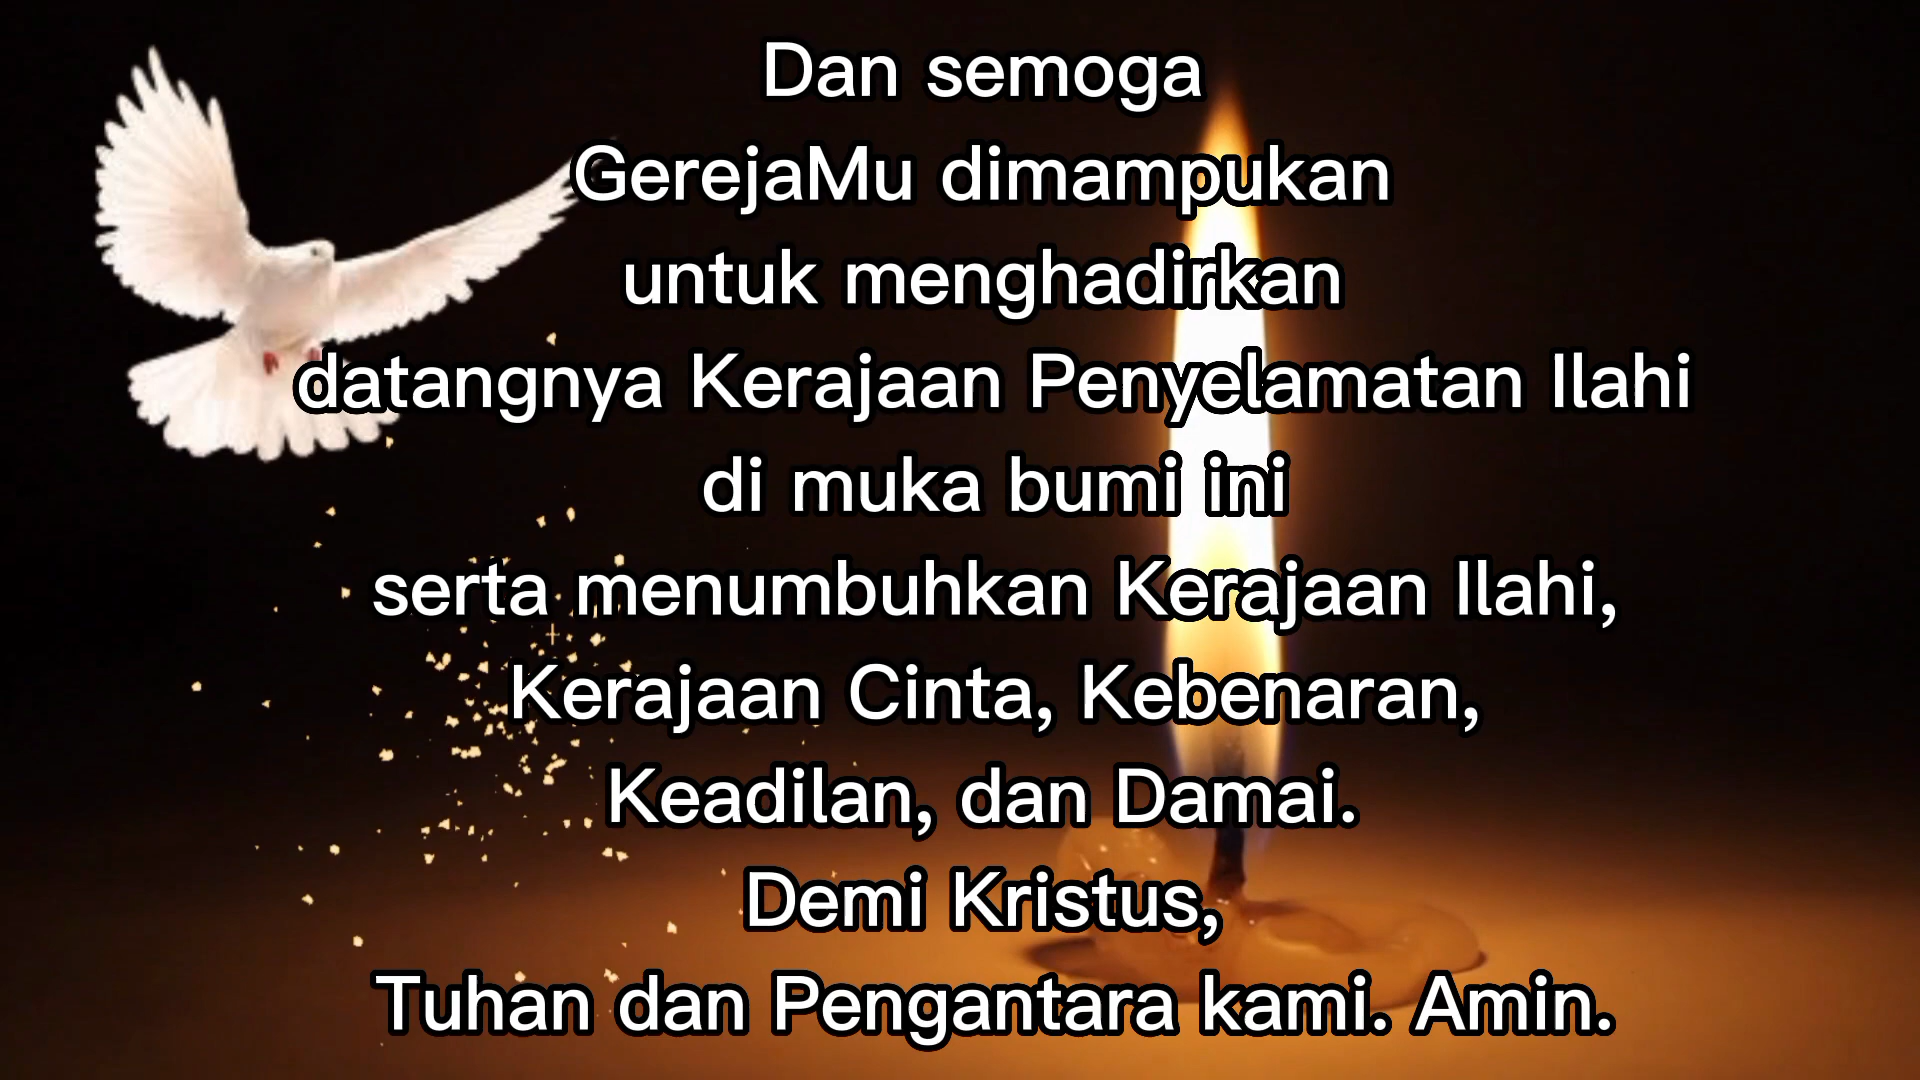 Dan semoga
GerejaMu dimampukan
untuk menghadirkan
datangnya Kerajaan Penyelamatan Ilahi
di muka bumi ini
serta menumbuhkan Kerajaan Ilahi,
Kerajaan Cinta, Kebenaran,
Keadilan, dan Damai.
Demi Kristus,
Tuhan dan Pengantara kami. Amin.